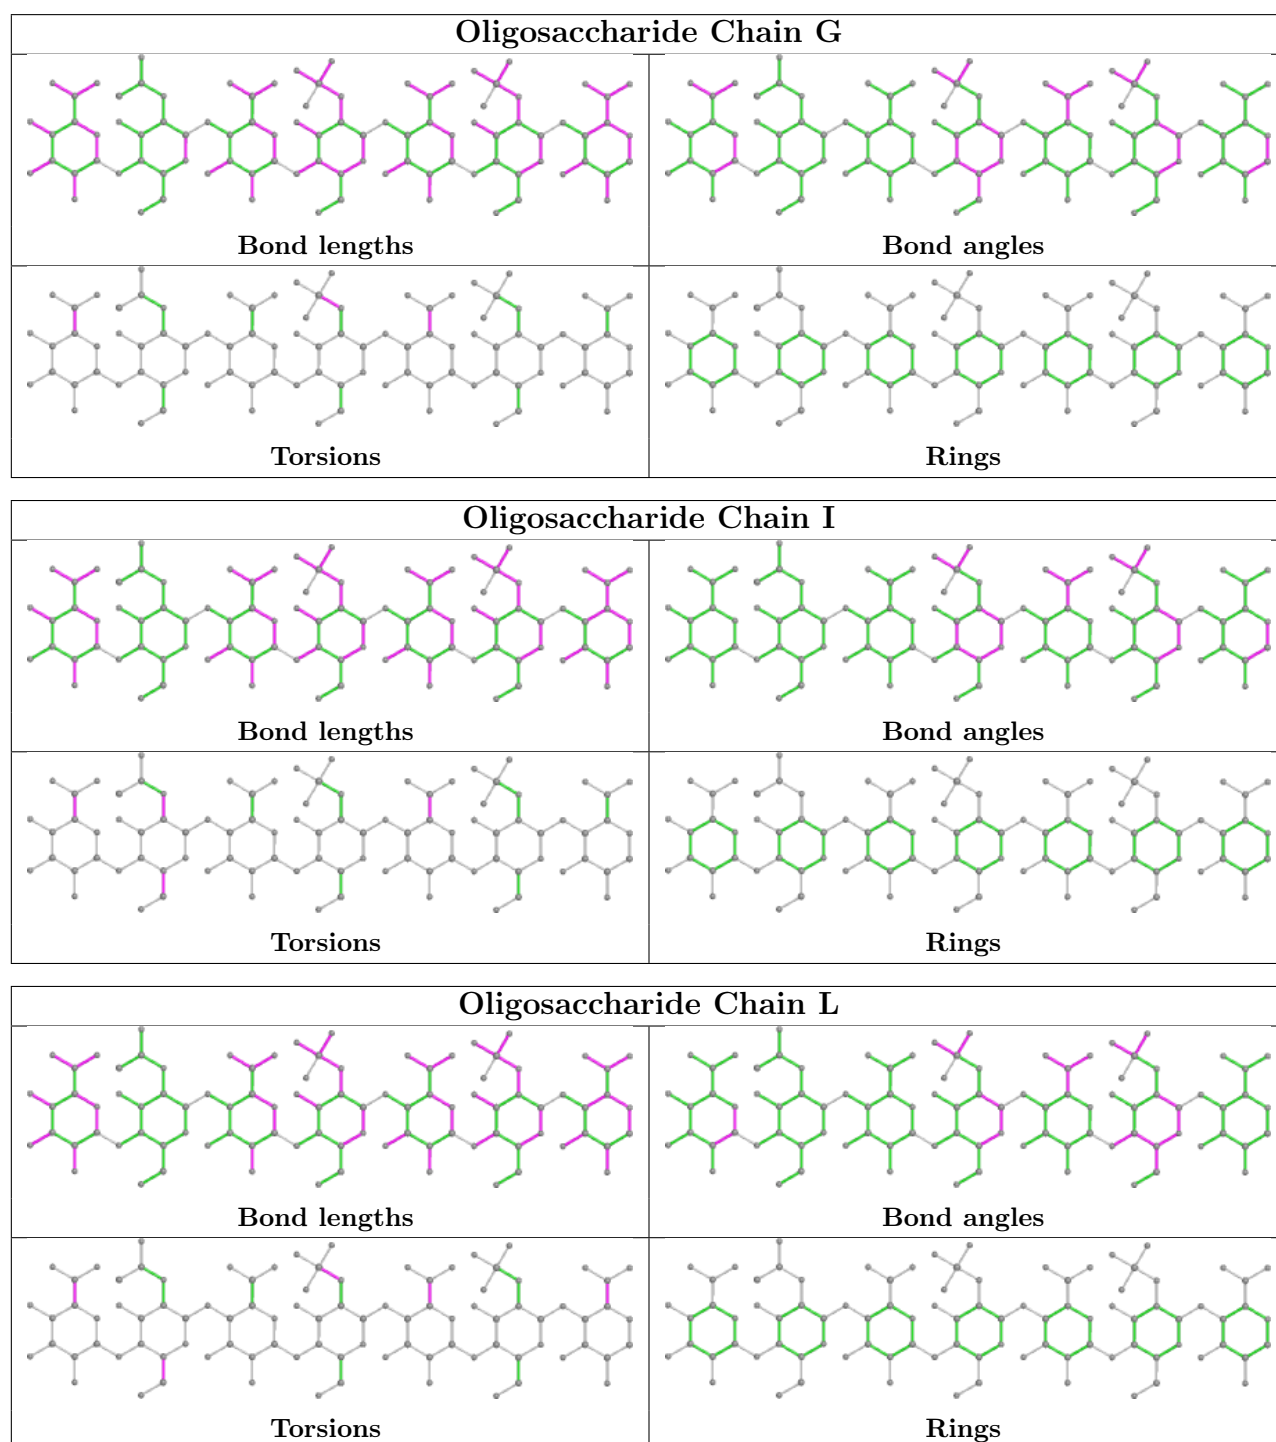 Oligosaccharide Chain G
Bond lengths
Bond angles
Torsions
Rings
Oligosaccharide Chain I
Bond lengths
Bond angles
Torsions
Rings
Oligosaccharide Chain L
Bond lengths
Bond angles
Torsions
Rings